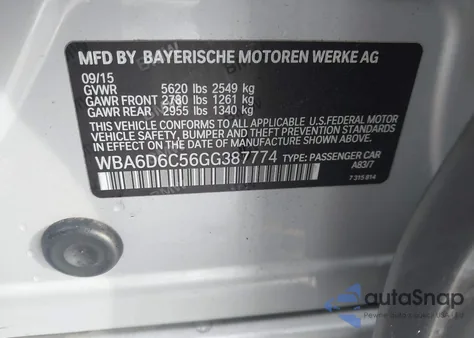 MFD BY BAYERISCHE MOTOREN WERKE AG
09/15
GVWR 5620 lbs 2549 kg
GAWR FRONT 2780 lbs 1261 kg
GAWR REAR 2955 lbs 1340 kg
THIS VEHICLE CONFORMS TO ALL APPLICABLE
U.S. FEDERAL MOTOR
VEHICLE SAFETY, BUMPER AND THEFT PREVENTION
STANDARDS IN EFFECT ON THE DATE OF
MANUFACTURE SHOWN ABOVE.
WBA6D6C56GG387774 TYPE: PASSENGER CAR
A83/7
7 315 814
autoSnap